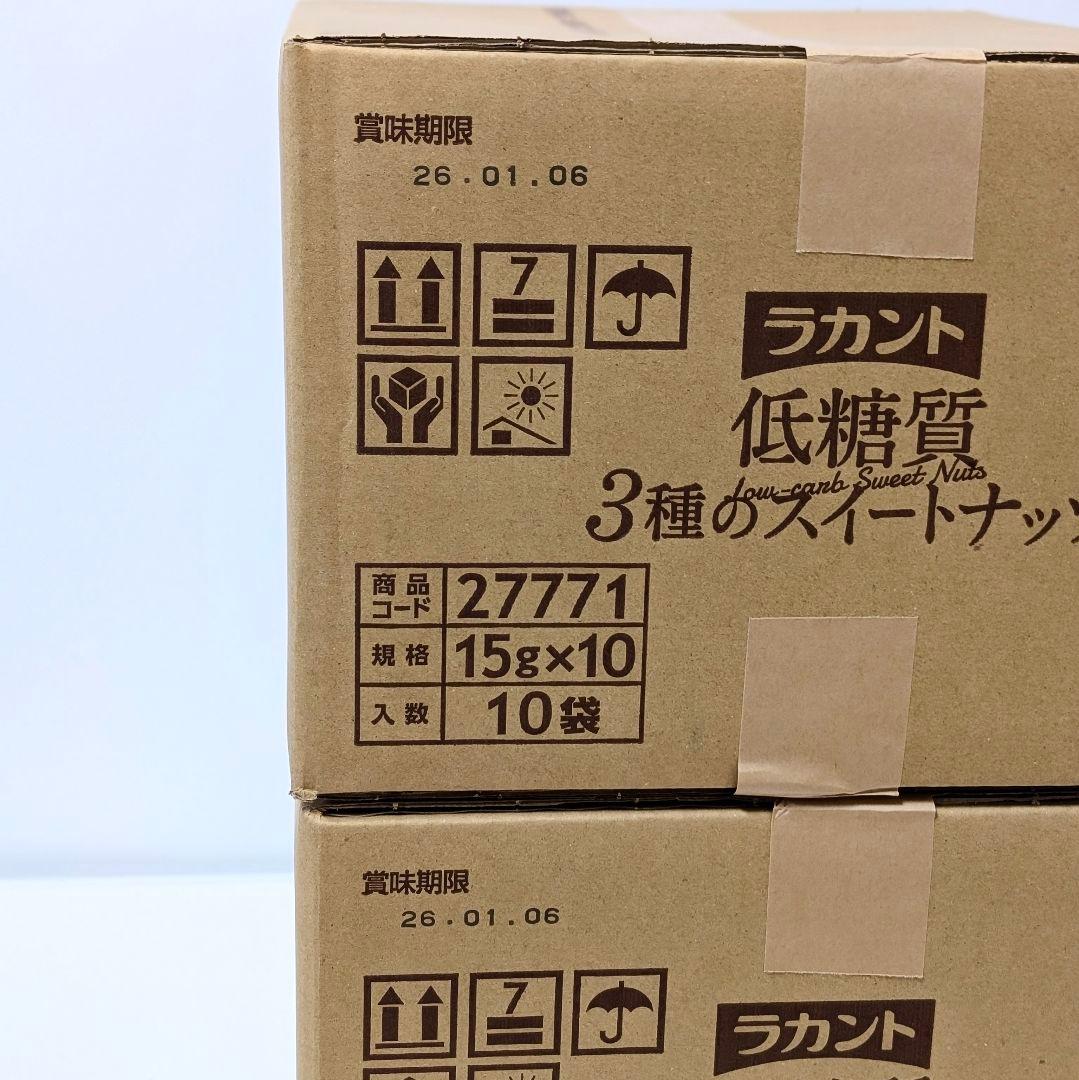 賞味期限
26.01.06
7
ラカント
低糖質
Low-carb Sweet Nuts
3種のスイートナッツ
商品コード 27771
規格 15g×10
入数 10袋
賞味期限
26.01.06
7
ラカント